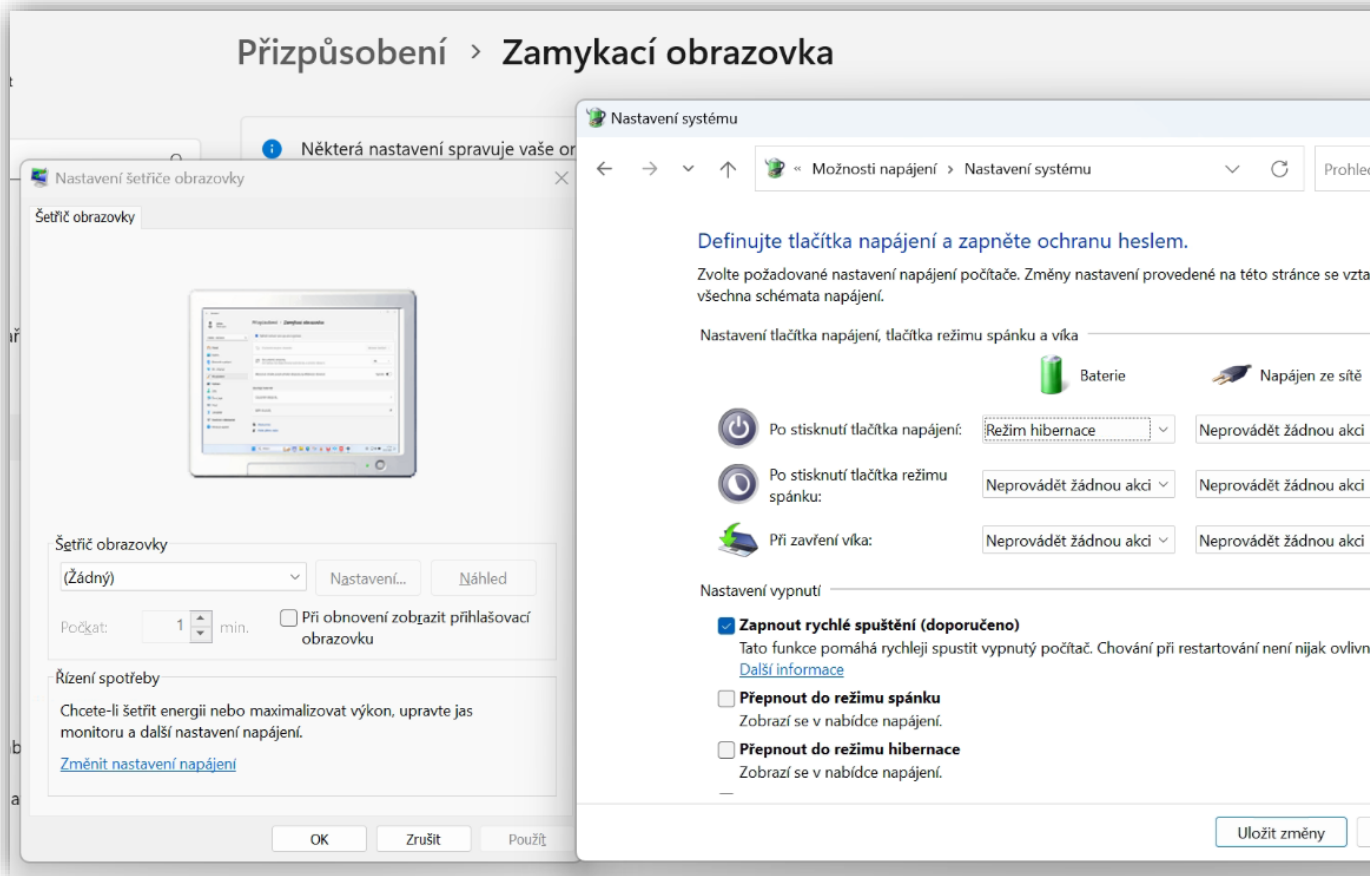 Přizpůsobení > Zamykací obrazovka
Některá nastavení spravuje vaše or
Nastavení šetřiče obrazovky
Šetřič obrazovky
Šetřič obrazovky
(Žádný)
Nastavení...
Náhled
Počkat:
1
min.
Při obnovení zobrazit přihlašovací
obrazovku
Řízení spotřeby
Chcete-li šetřit energii nebo maximalizovat výkon, upravte jas
monitoru a další nastavení napájení.
Změnit nastavení napájení
OK
Zrušit
Použít
Nastavení systému
« Možnosti napájení > Nastavení systému
Prohled
Definujte tlačítka napájení a zapněte ochranu heslem.
Zvolte požadované nastavení napájení počítače. Změny nastavení provedené na této stránce se vzta
všechna schémata napájení.
Nastavení tlačítka napájení, tlačítka režimu spánku a víka
Baterie
Napájen ze sítě
Po stisknutí tlačítka napájení:
Režim hibernace
Neprovádět žádnou akci
Po stisknutí tlačítka režimu
spánku:
Neprovádět žádnou akci
Neprovádět žádnou akci
Při zavření víka:
Neprovádět žádnou akci
Neprovádět žádnou akci
Nastavení vypnutí
Zapnout rychlé spuštění (doporučeno)
Tato funkce pomáhá rychleji spustit vypnutý počítač. Chování při restartování není nijak ovlivn
Další informace
Přepnout do režimu spánku
Zobrazí se v nabídce napájení.
Přepnout do režimu hibernace
Zobrazí se v nabídce napájení.
Uložit změny